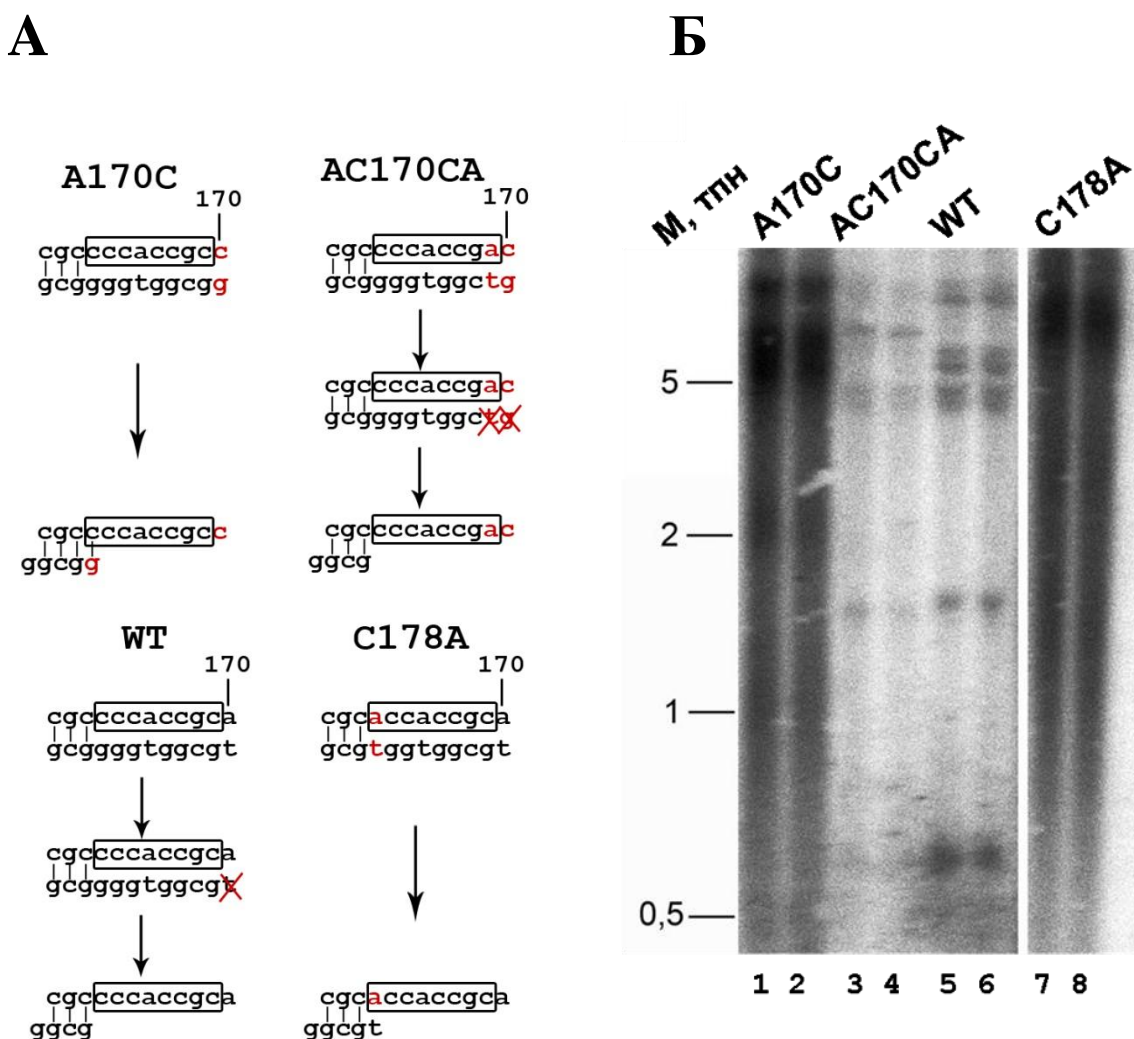 А
Б
A170C
170
cgccccaccgcc
gcggggtggcgg
cgccccaccgcc
ggcgg
AC170CA
170
cgccccaccgac
gcggggtggctg
cgccccaccgac
gcggggtggctg
cgccccaccgac
ggcg
WT
170
cgccccaccgca
gcggggtggcgt
cgccccaccgca
gcggggtggcgt
cgccccaccgca
ggcg
C178A
170
cgcaccaccgca
gcgtggtggcgt
cgcaccaccgca
ggcgt
М, тпн
A170C
AC170CA
WT
C178A
5
2
1
0,5
1 2 3 4 5 6 7 8